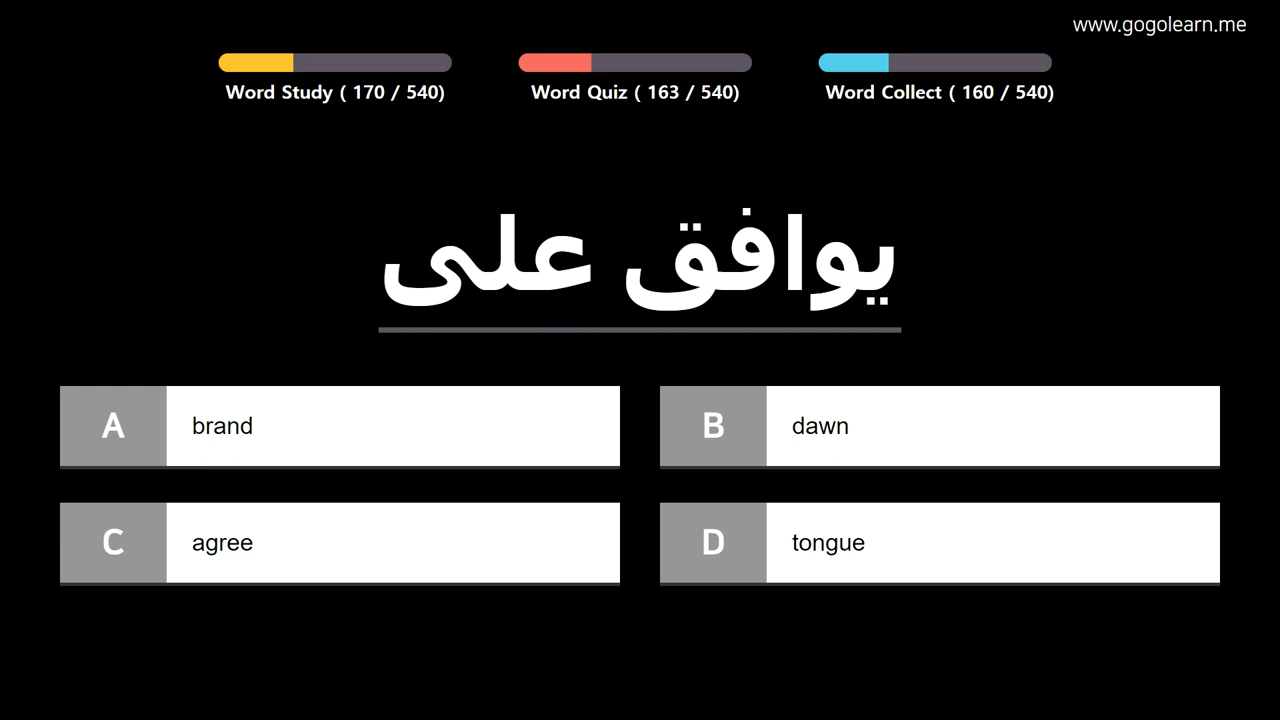 www.gogolearn.me
Word Study ( 170 / 540)
Word Quiz ( 163 / 540)
Word Collect ( 160 / 540)
يوافق على
A brand
B dawn
C agree
D tongue